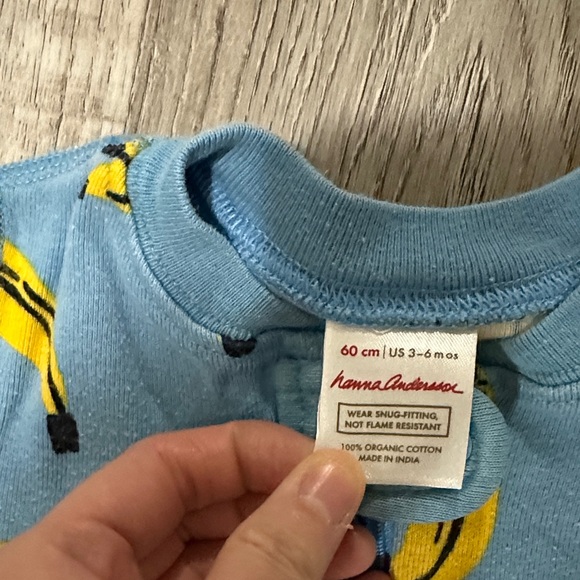 60 cm | US 3-6 mos
hanna andersson
WEAR SNUG-FITTING,
NOT FLAME RESISTANT
100% ORGANIC COTTON
MADE IN INDIA